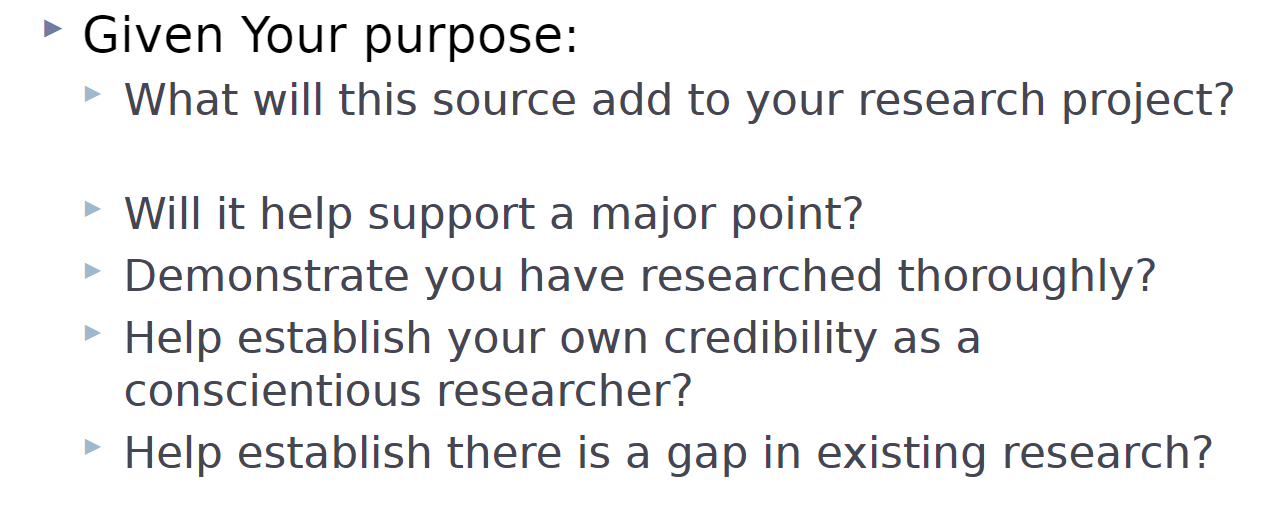 Given Your purpose:
What will this source add to your research project?
Will it help support a major point?
Demonstrate you have researched thoroughly?
Help establish your own credibility as a
conscientious researcher?
Help establish there is a gap in existing research?